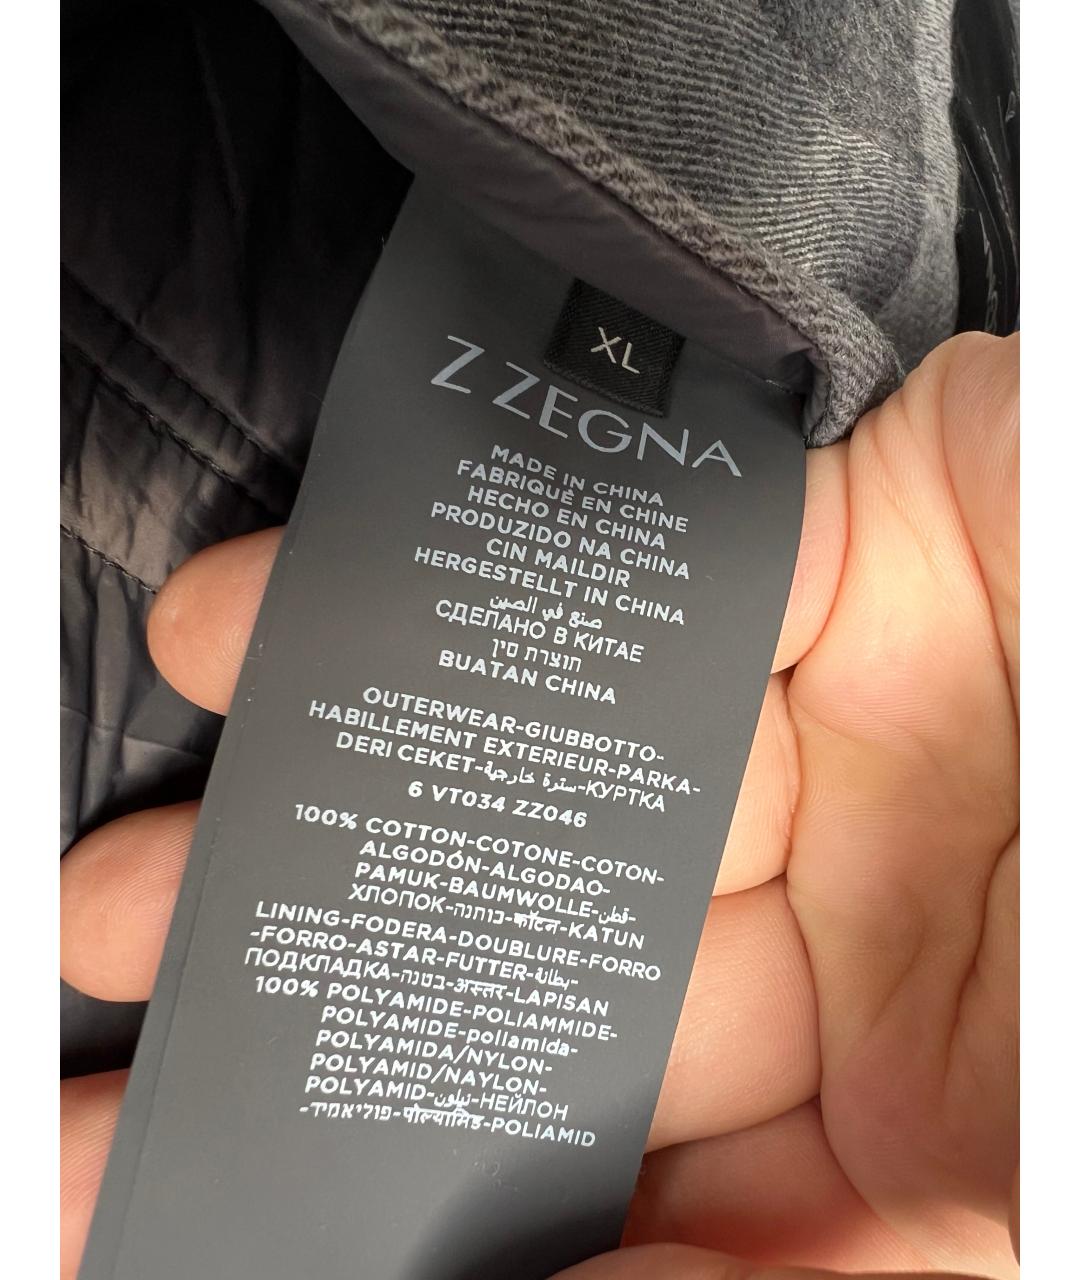 XL
Z ZEGNA
MADE IN CHINA
FABRIQUÈ EN CHINE
HECHO EN CHINA
PRODUZIDO NA CHINA
CIN MAILDIR
HERGESTELLT IN CHINA
صنع في الصين
СДЕЛАНО В КИТАЕ
תוצרת סין
BUATAN CHINA
OUTERWEAR-GIUBBOTTO-
HABILLEMENT EXTERIEUR-PARKA-
DERI CEKET-سترة خارجية-КУРТКА
6 VT034 ZZ046
100% COTTON-COTONE-COTON-
ALGODÓN-ALGODAO-
PAMUK-BAUMWOLLE-قطن-
ХЛОПОК-כותנה-कॉटन-KATUN
LINING-FODERA-DOUBLURE-FORRO
-FORRO-ASTAR-FUTTER-بطانة-
ПОДКЛАДКА-בטנה-अस्तर-LAPISAN
100% POLYAMIDE-POLIAMMIDE-
POLYAMIDE-poliamida-
POLYAMIDA/NYLON-
POLYAMID/NAYLON-
POLYAMID-نيلون-НЕЙЛОН
-פוליאמיד-पोल्यामिड-POLIAMID